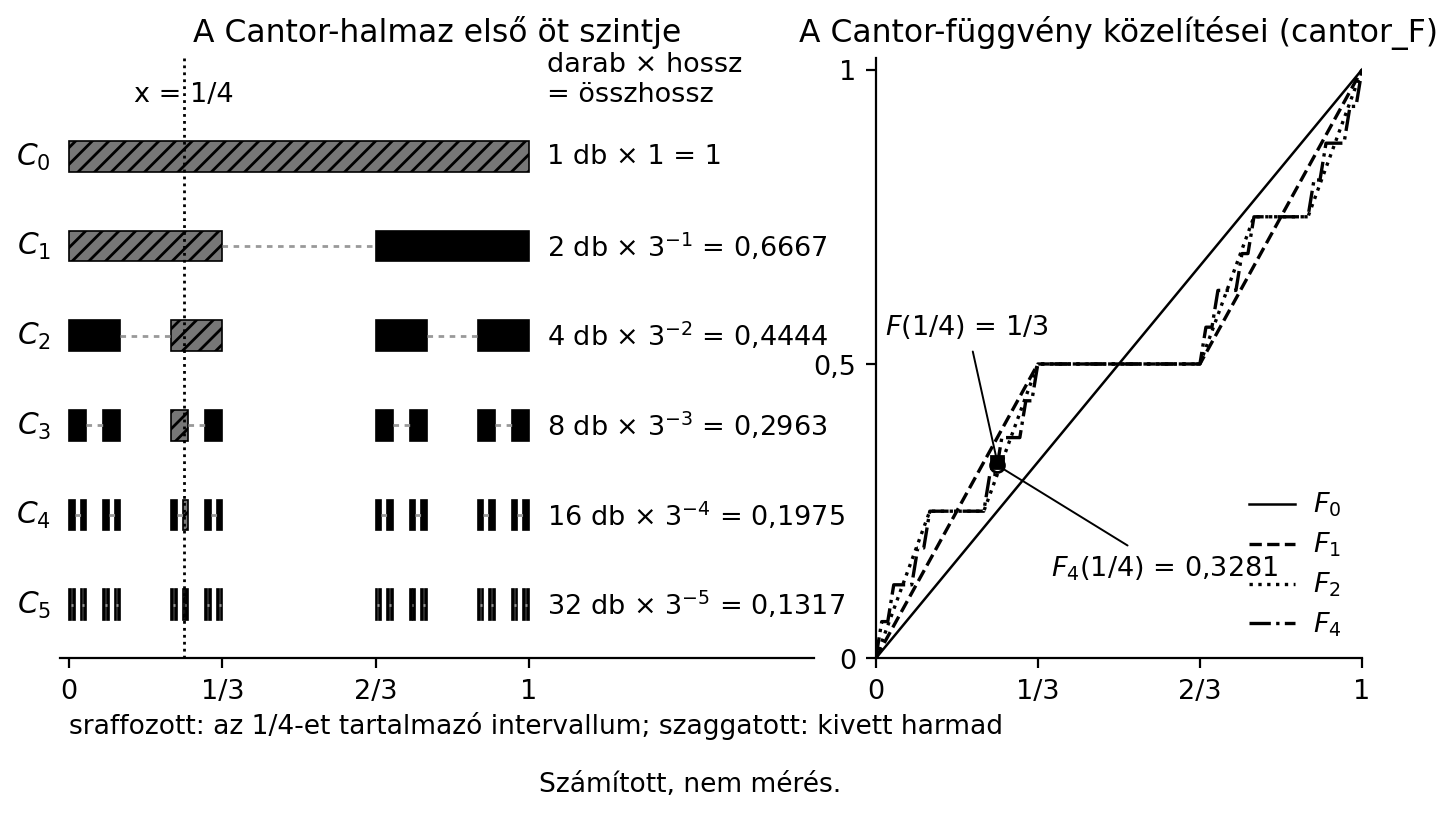 A Cantor-halmaz első öt szintje
darab × hossz
= összhossz
x = 1/4
C₀
1 db × 1 = 1
C₁
2 db × 3⁻¹ = 0,6667
C₂
4 db × 3⁻² = 0,4444
C₃
8 db × 3⁻³ = 0,2963
C₄
16 db × 3⁻⁴ = 0,1975
C₅
32 db × 3⁻⁵ = 0,1317
0 1/3 2/3 1
sraffozott: az 1/4-et tartalmazó intervallum; szaggatott: kivett harmad
A Cantor-függvény közelítései (cantor_F)
1
0,5
0
F(1/4) = 1/3
F₄(1/4) = 0,3281
F₀
F₁
F₂
F₄
0 1/3 2/3 1
Számított, nem mérés.